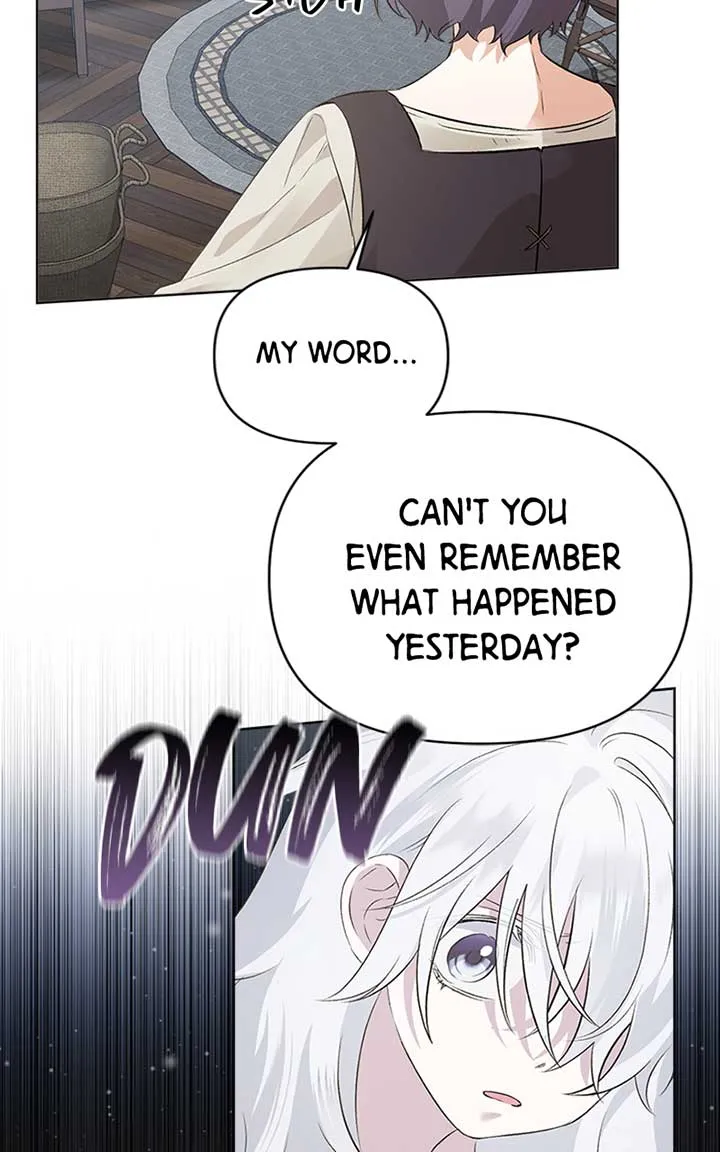 MY WORD...
CAN'T YOU
EVEN REMEMBER
WHAT HAPPENED
YESTERDAY?
DUN